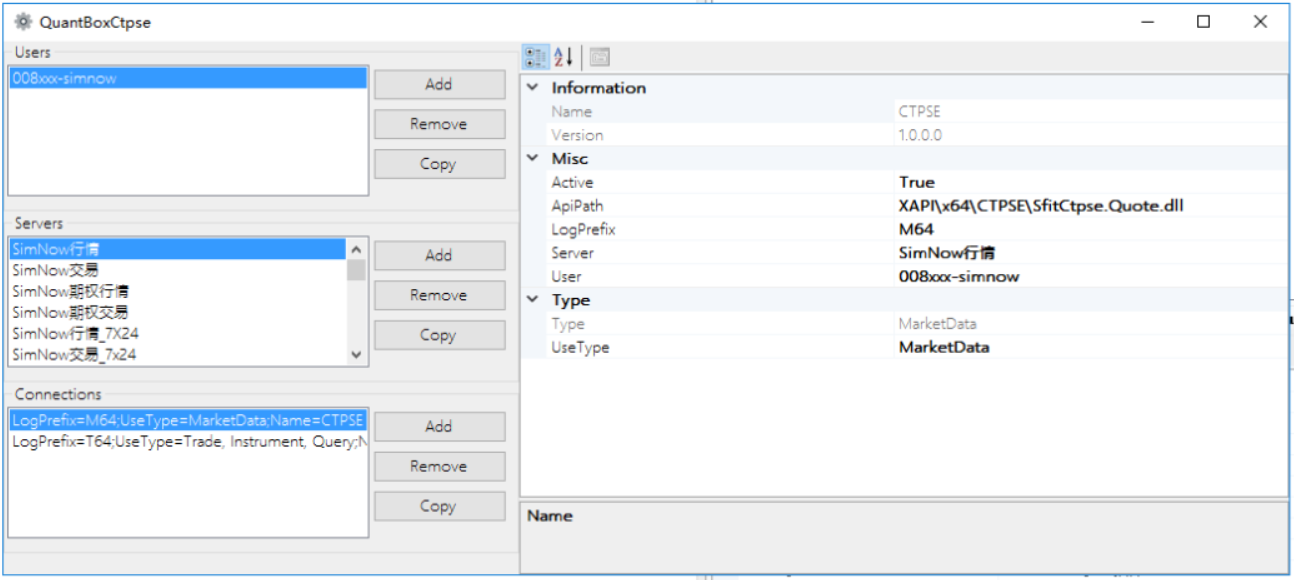 QuantBoxCtpse
Users
008xxx-simnow
Add
Remove
Copy
Servers
SimNow行情
SimNow交易
SimNow期权行情
SimNow期权交易
SimNow行情_7X24
SimNow交易_7x24
Add
Remove
Copy
Connections
LogPrefix=M64;UseType=MarketData;Name=CTPSE
LogPrefix=T64;UseType=Trade, Instrument, Query;
Add
Remove
Copy
Information
Name CTPSE
Version 1.0.0.0
Misc
Active True
ApiPath XAPI\x64\CTPSE\SfitCtpse.Quote.dll
LogPrefix M64
Server SimNow行情
User 008xxx-simnow
Type
Type MarketData
UseType MarketData
Name